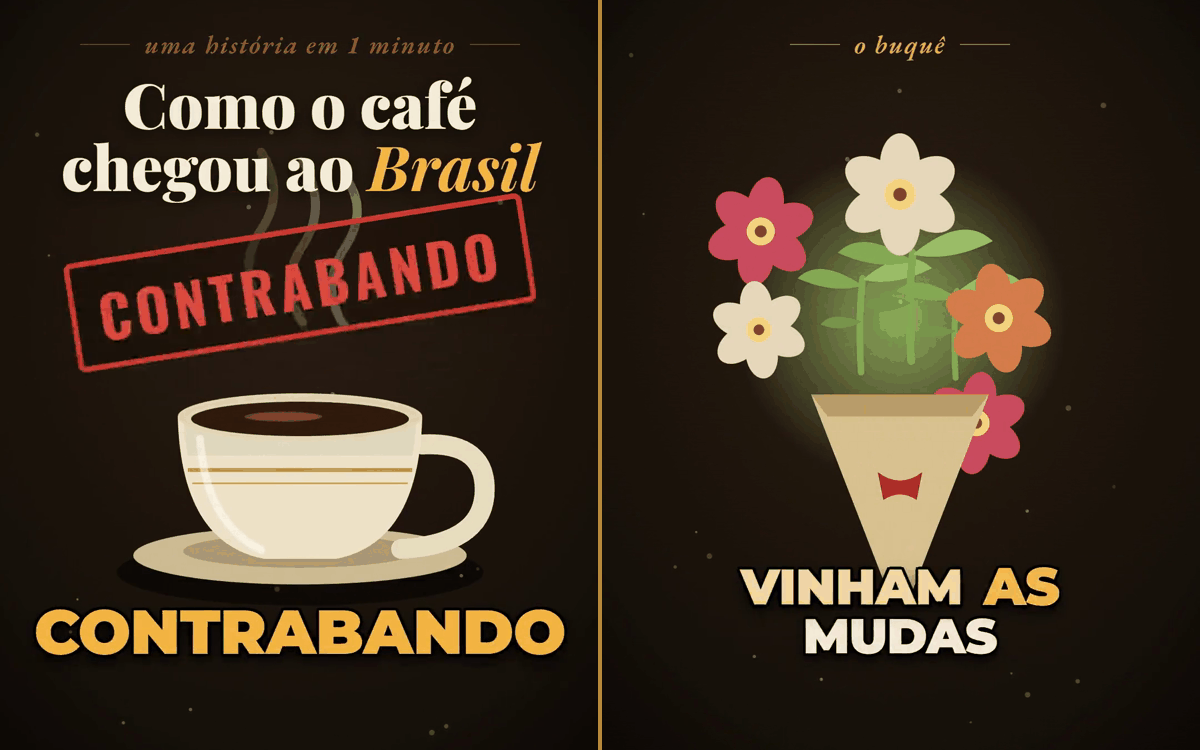 uma história em 1 minuto
Como o café
chegou ao Brasil
CONTRABANDO
CONTRABANDO
o buquê
VINHAM AS
MUDAS